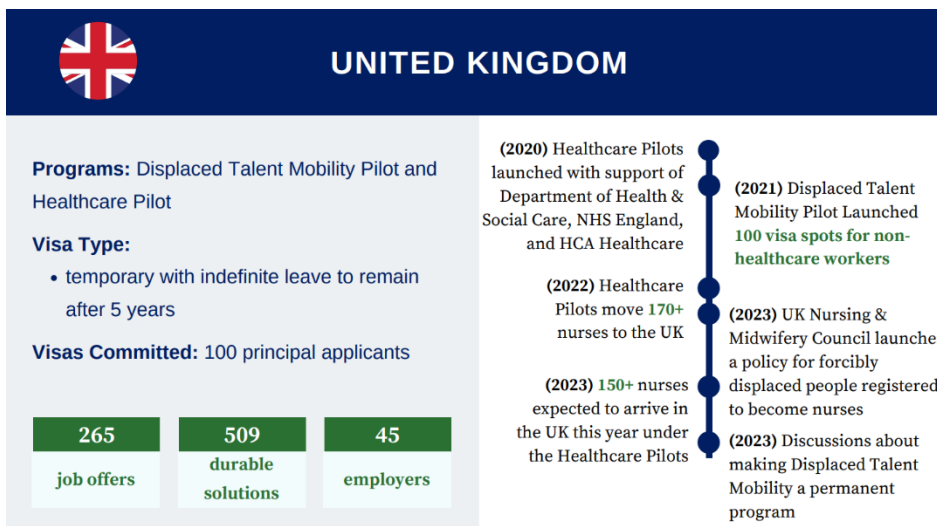 UNITED KINGDOM
Programs: Displaced Talent Mobility Pilot and
Healthcare Pilot
Visa Type:
• temporary with indefinite leave to remain
after 5 years
Visas Committed: 100 principal applicants
265
job offers
509
durable
solutions
45
employers
(2020) Healthcare Pilots
launched with support of
Department of Health &
Social Care, NHS England,
and HCA Healthcare
(2021) Displaced Talent
Mobility Pilot Launched
100 visa spots for non-
healthcare workers
(2022) Healthcare
Pilots move 170+
nurses to the UK
(2023) UK Nursing &
Midwifery Council launche
a policy for forcibly
displaced people registered
to become nurses
(2023) 150+ nurses
expected to arrive in
the UK this year under
the Healthcare Pilots
(2023) Discussions about
making Displaced Talent
Mobility a permanent
program